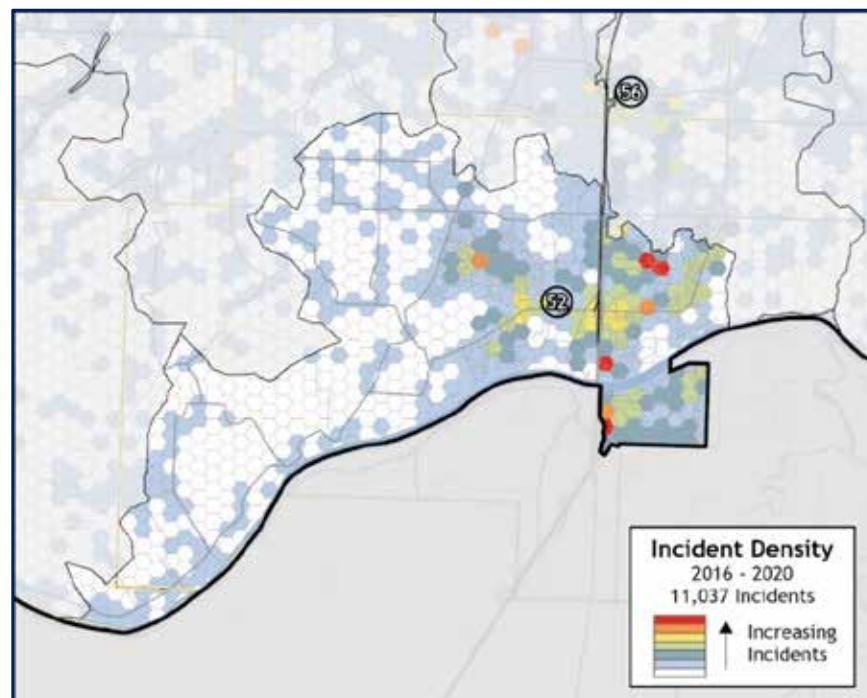 56
52
Incident Density
2016 - 2020
11,037 Incidents
Increasing
Incidents